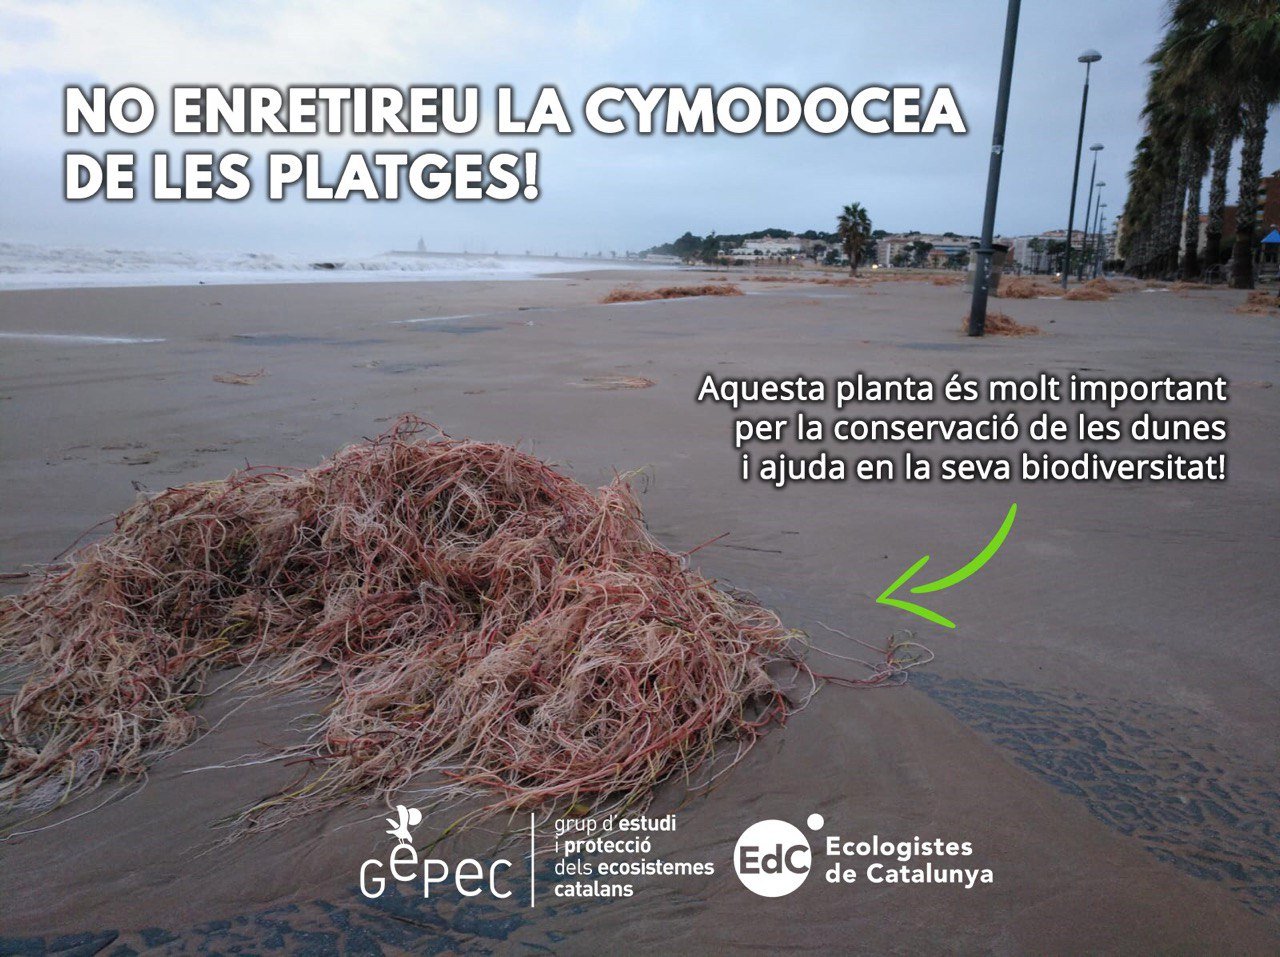 NO ENRETIREU LA CYMODOCEA
DE LES PLATGES!
Aquesta planta és molt important
per la conservació de les dunes
i ajuda en la seva biodiversitat!
GePeC
grup d'estudi
i protecció
dels ecosistemes
catalans
EdC
Ecologistes
de Catalunya